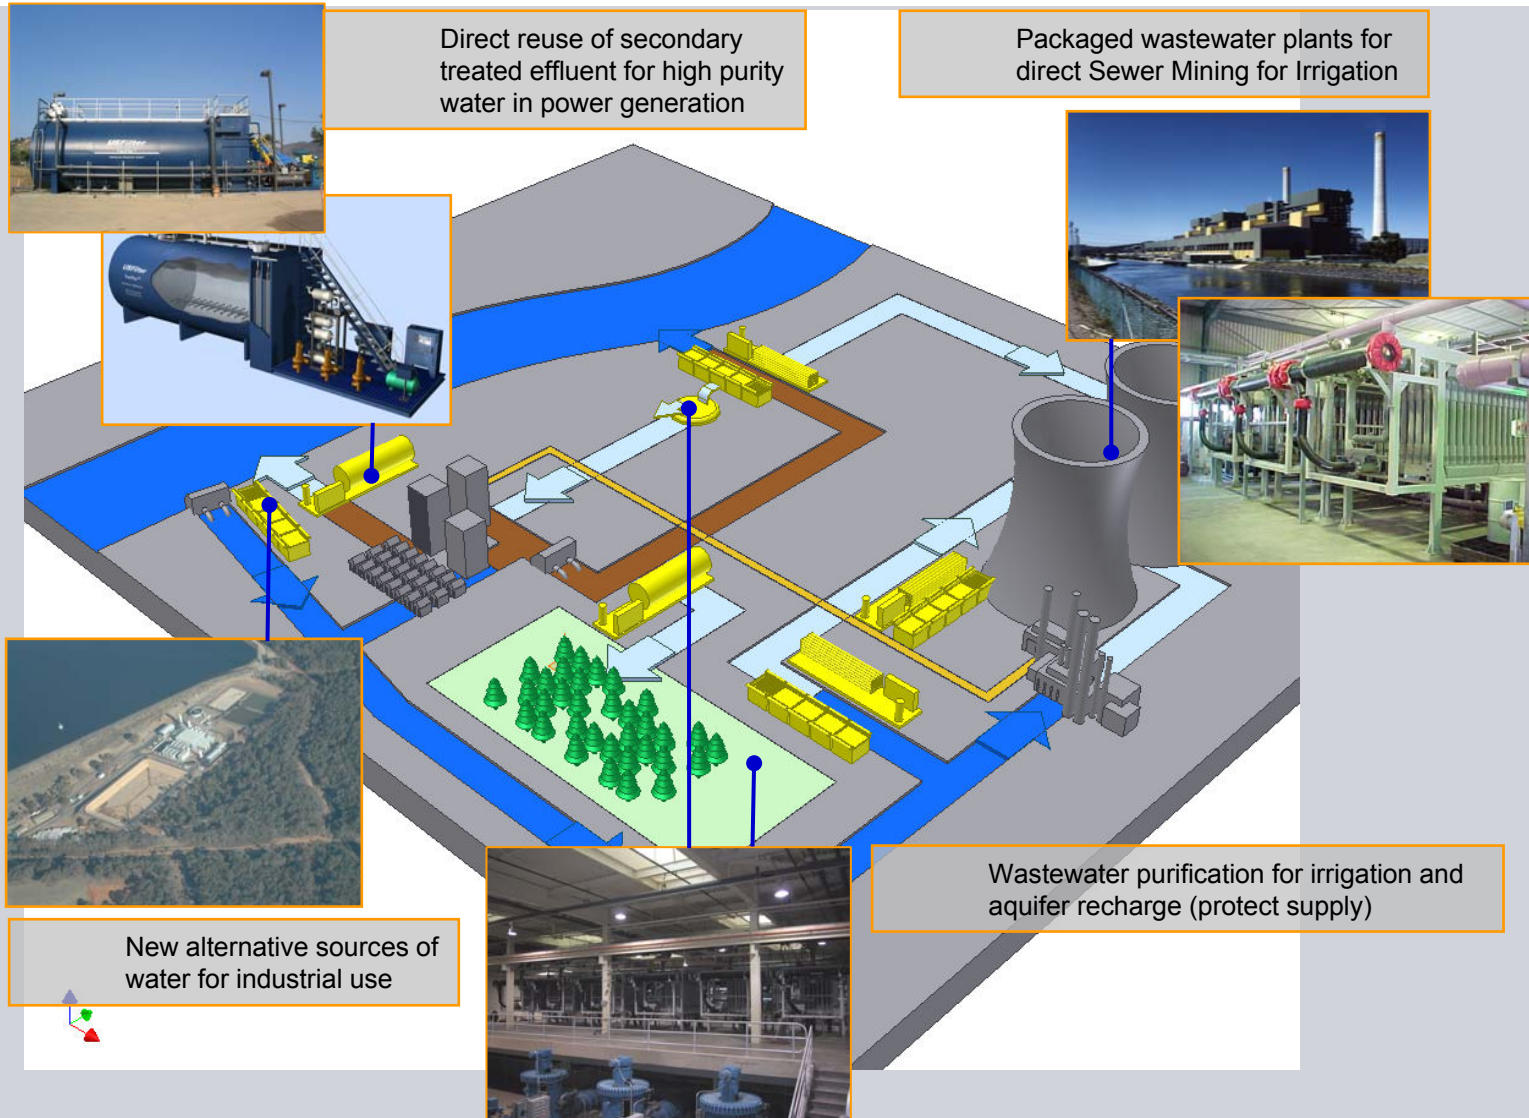 Direct reuse of secondary
treated effluent for high purity
water in power generation
Packaged wastewater plants for
direct Sewer Mining for Irrigation
USFilter
USFilter
Wastewater purification for irrigation and
aquifer recharge (protect supply)
New alternative sources of
water for industrial use